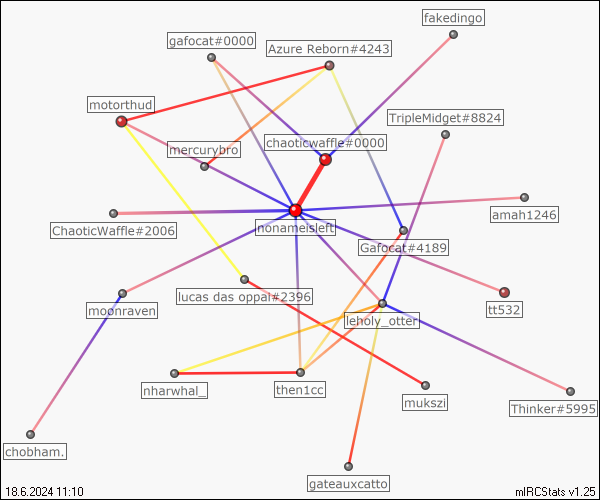 fakedingo
gafocat#0000
Azure Reborn#4243
motorthud
TripleMidget#8824
chaoticwaffle#0000
mercurybro
amah1246
nonameisleft
ChaoticWaffle#2006
Gafocat#4189
lucas das oppai#2396
moonraven
tt532
leholy_otter
nharwhal_
then1cc
mukszi
Thinker#5995
chobham.
gateauxcatto
18.6.2024 11:10
mIRCStats v1.25